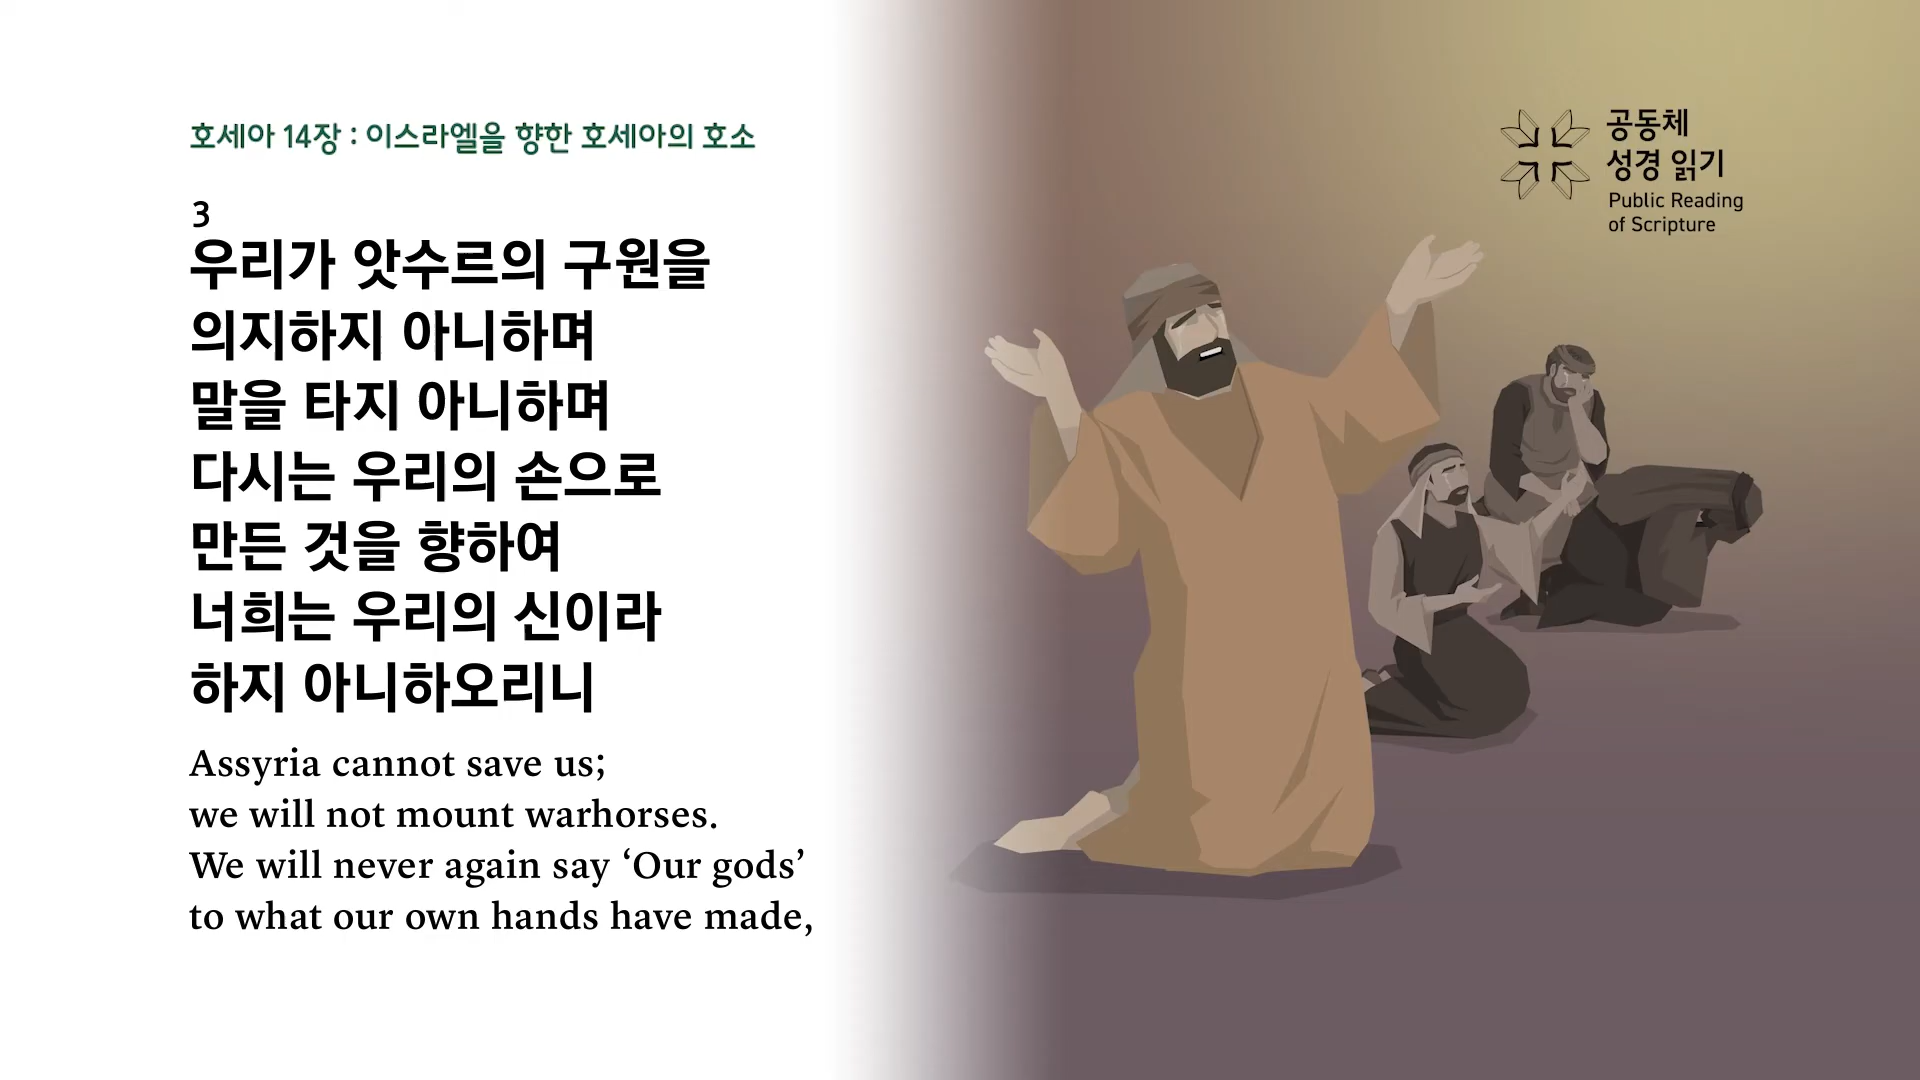 호세아 14장 : 이스라엘을 향한 호세아의 호소
3
우리가 앗수르의 구원을
의지하지 아니하며
말을 타지 아니하며
다시는 우리의 손으로
만든 것을 향하여
너희는 우리의 신이라
하지 아니하오리니
Assyria cannot save us;
we will not mount warhorses.
We will never again say ‘Our gods’
to what our own hands have made,
공동체
성경 읽기
Public Reading
of Scripture